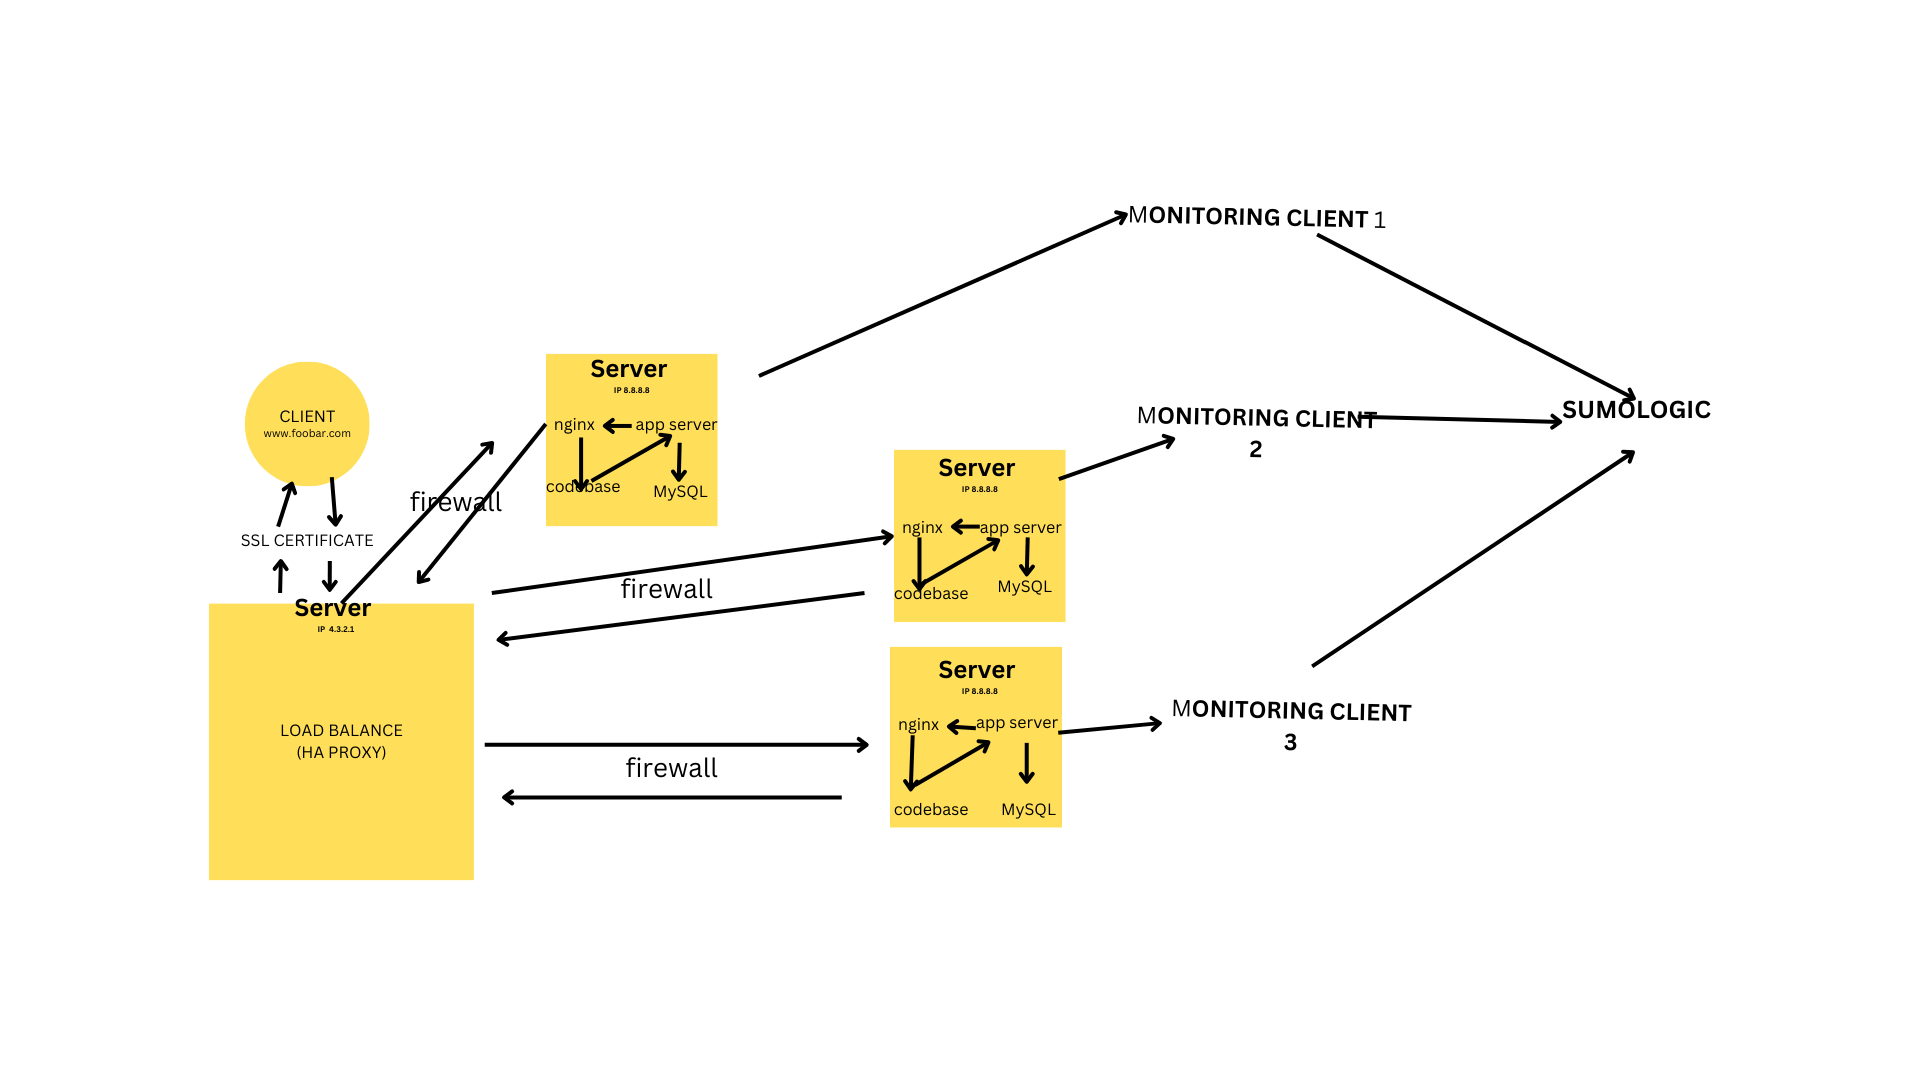 MONITORING CLIENT 1
Server
IP 8.8.8.8
nginx
app server
codebase
MySQL
CLIENT
www.foobar.com
MONITORING CLIENT
2
SUMOLOGIC
firewall
SSL CERTIFICATE
Server
IP 8.8.8.8
nginx
app server
codebase
MySQL
firewall
Server
IP 4.3.2.1
LOAD BALANCE
(HA PROXY)
Server
IP 8.8.8.8
nginx
app server
codebase
MySQL
firewall
MONITORING CLIENT
3